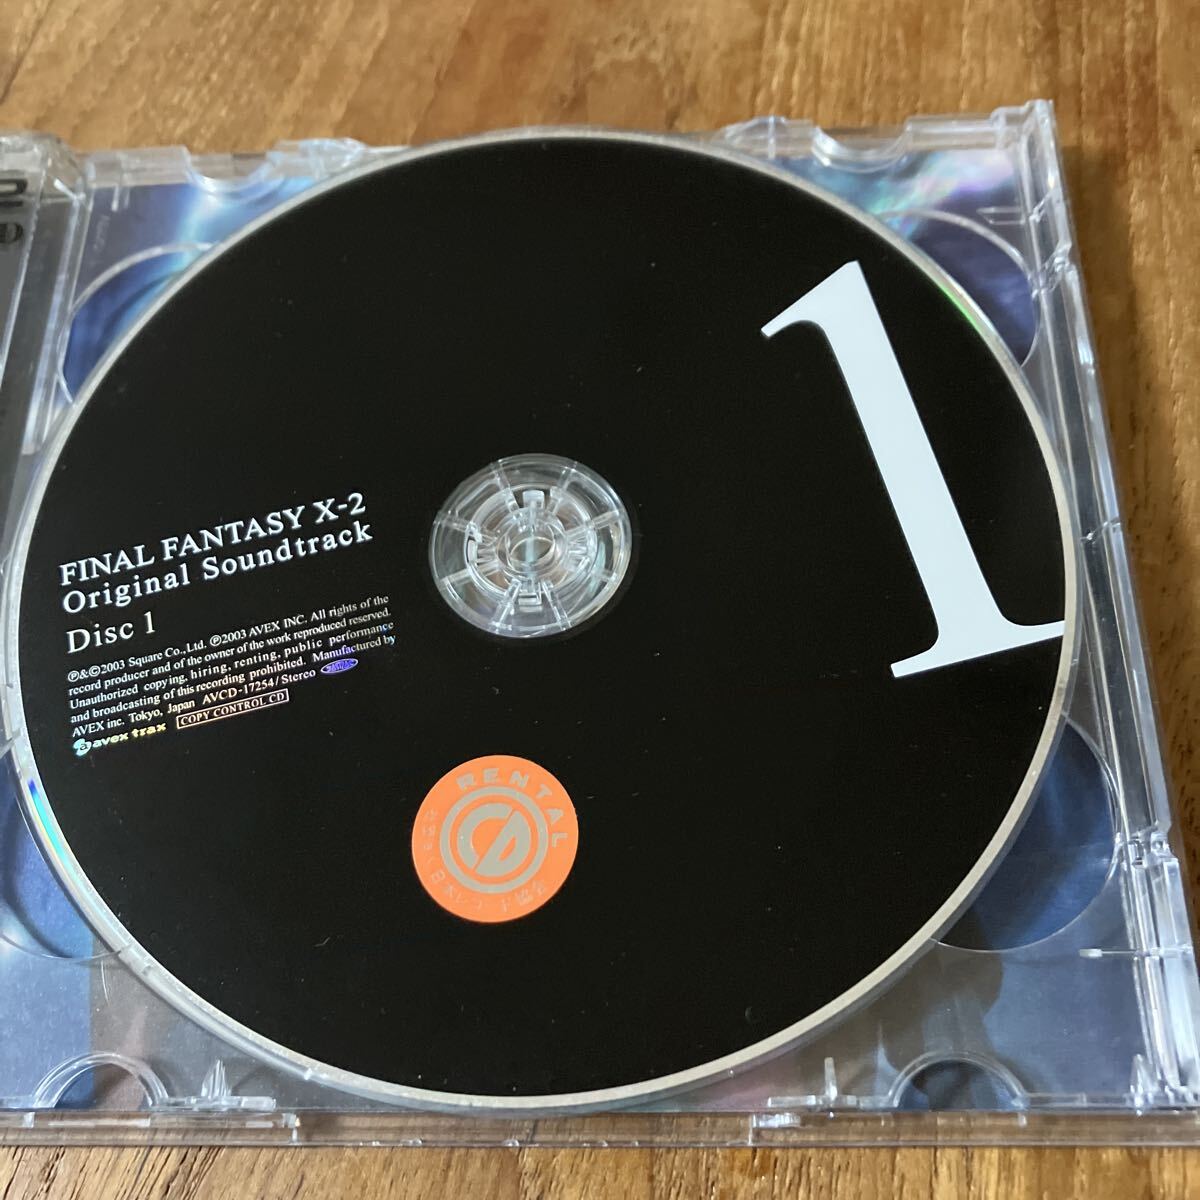 FINAL FANTASY X-2
Original Soundtrack
Disc 1
℗&©2003 Square Co.,Ltd. ℗2003 AVEX INC. All rights of the
record producer and of the owner of the work reproduced reserved.
Unauthorized copying, hiring, renting, public performance
and broadcasting of this recording prohibited. Manufactured by
AVEX inc. Tokyo, Japan AVCD-17254/Stereo
avex trax COPY CONTROL CD
1
RENTAL